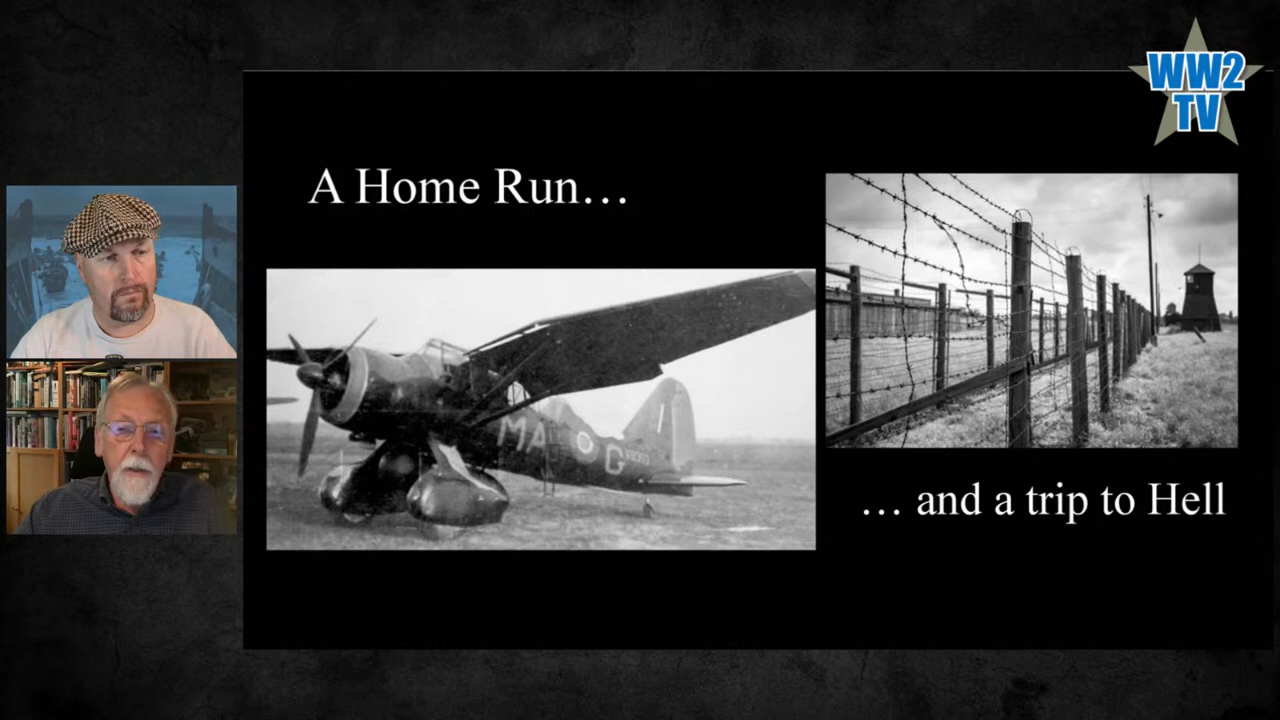 WW2
TV
A Home Run…
MA
G
… and a trip to Hell